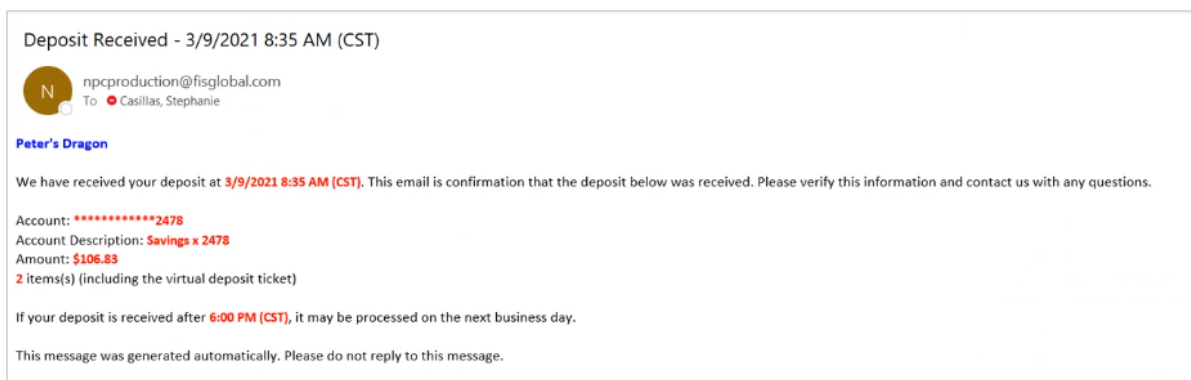 Deposit Received - 3/9/2021 8:35 AM (CST)
N
npcproduction@fisglobal.com
To Casillas, Stephanie
Peter's Dragon
We have received your deposit at 3/9/2021 8:35 AM (CST). This email is confirmation that the deposit below was received. Please verify this information and contact us with any questions.
Account: ************2478
Account Description: Savings x 2478
Amount: $106.83
2 items(s) (including the virtual deposit ticket)
If your deposit is received after 6:00 PM (CST), it may be processed on the next business day.
This message was generated automatically. Please do not reply to this message.